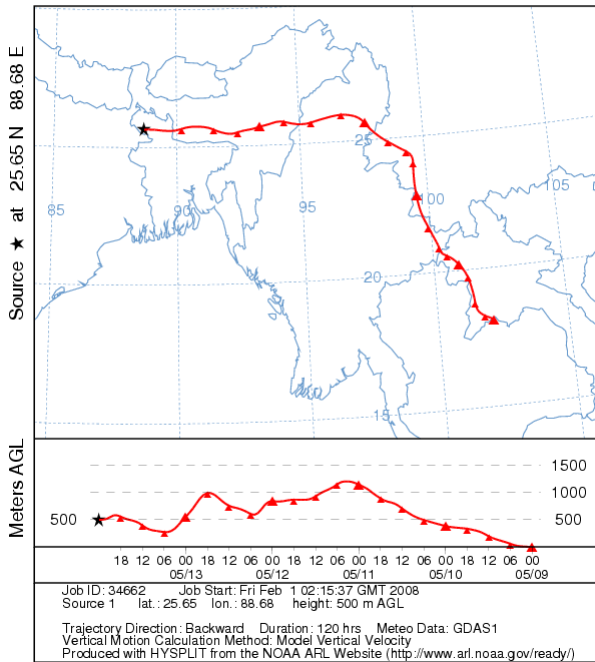 Source ★ at 25.65 N 88.68 E
25
105
100
85
90
95
20
15
Meters AGL
1500
1000
500
500
18 12 06 00 18 12 06 00 18 12 06 00 18 12 06 00 18 12 06 00
05/13 05/12 05/11 05/10 05/09
Job ID: 34662 Job Start: Fri Feb 1 02:15:37 GMT 2008
Source 1 lat.: 25.65 lon.: 88.68 height: 500 m AGL
Trajectory Direction: Backward Duration: 120 hrs Meteo Data: GDAS1
Vertical Motion Calculation Method: Model Vertical Velocity
Produced with HYSPLIT from the NOAA ARL Website (http://www.arl.noaa.gov/ready/)